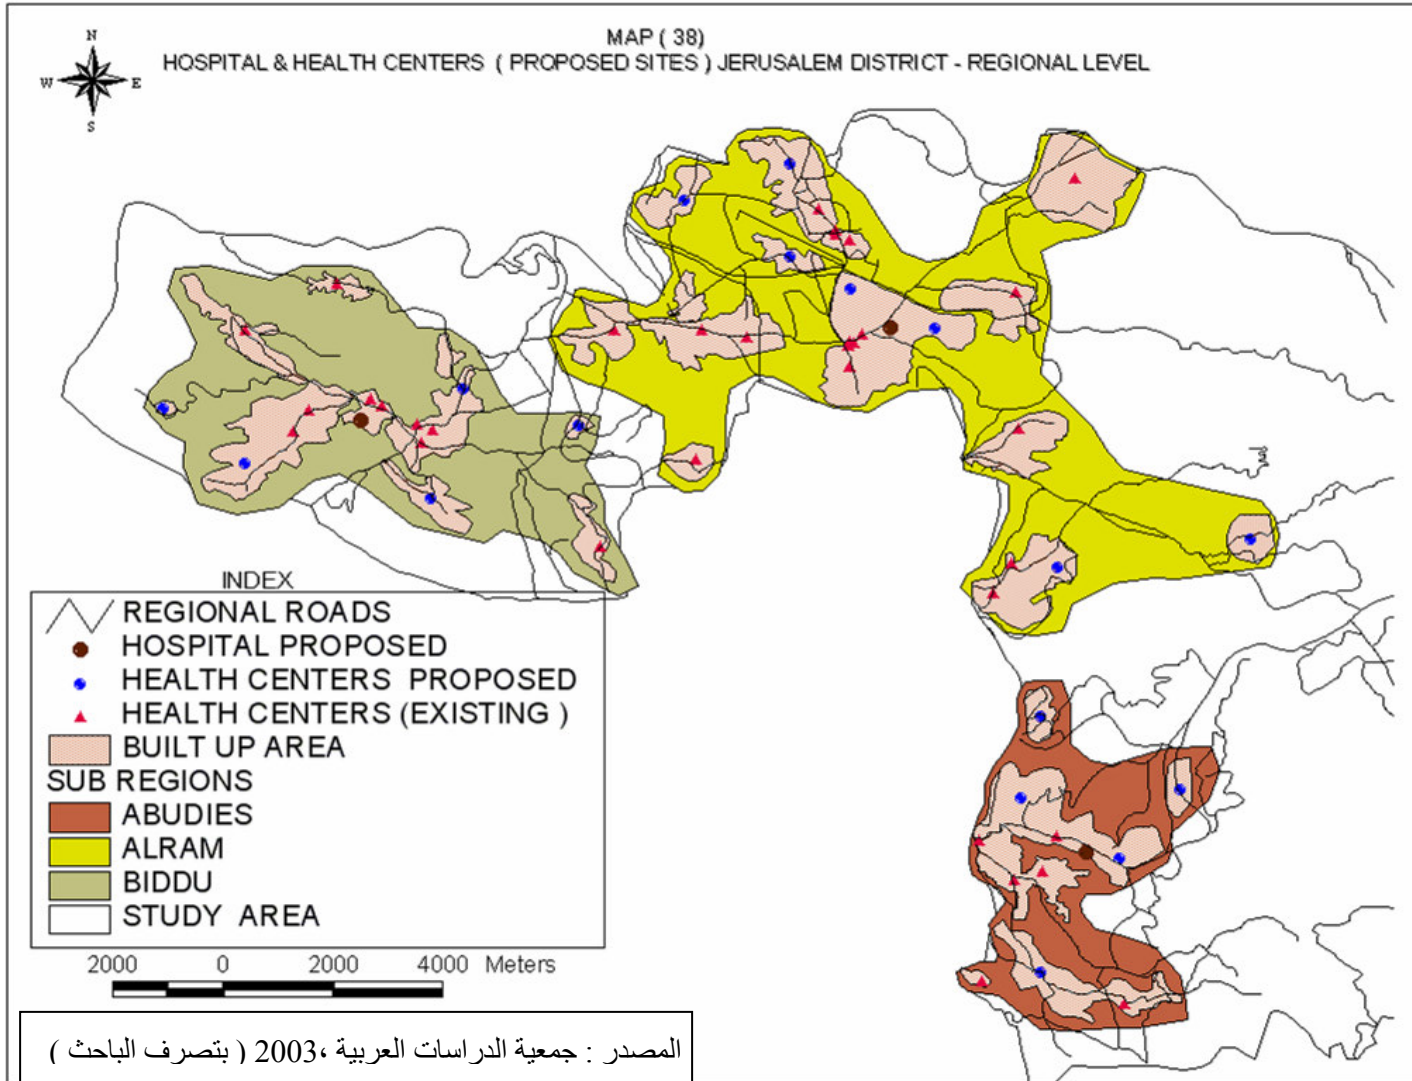 MAP ( 38)
HOSPITAL & HEALTH CENTERS ( PROPOSED SITES ) JERUSALEM DISTRICT - REGIONAL LEVEL
N
W E
S
INDEX
REGIONAL ROADS
HOSPITAL PROPOSED
HEALTH CENTERS PROPOSED
HEALTH CENTERS (EXISTING )
BUILT UP AREA
SUB REGIONS
ABUDIES
ALRAM
BIDDU
STUDY AREA
2000 0 2000 4000 Meters
المصدر : جمعية الدراسات العربية ،2003 ( بتصرف الباحث )